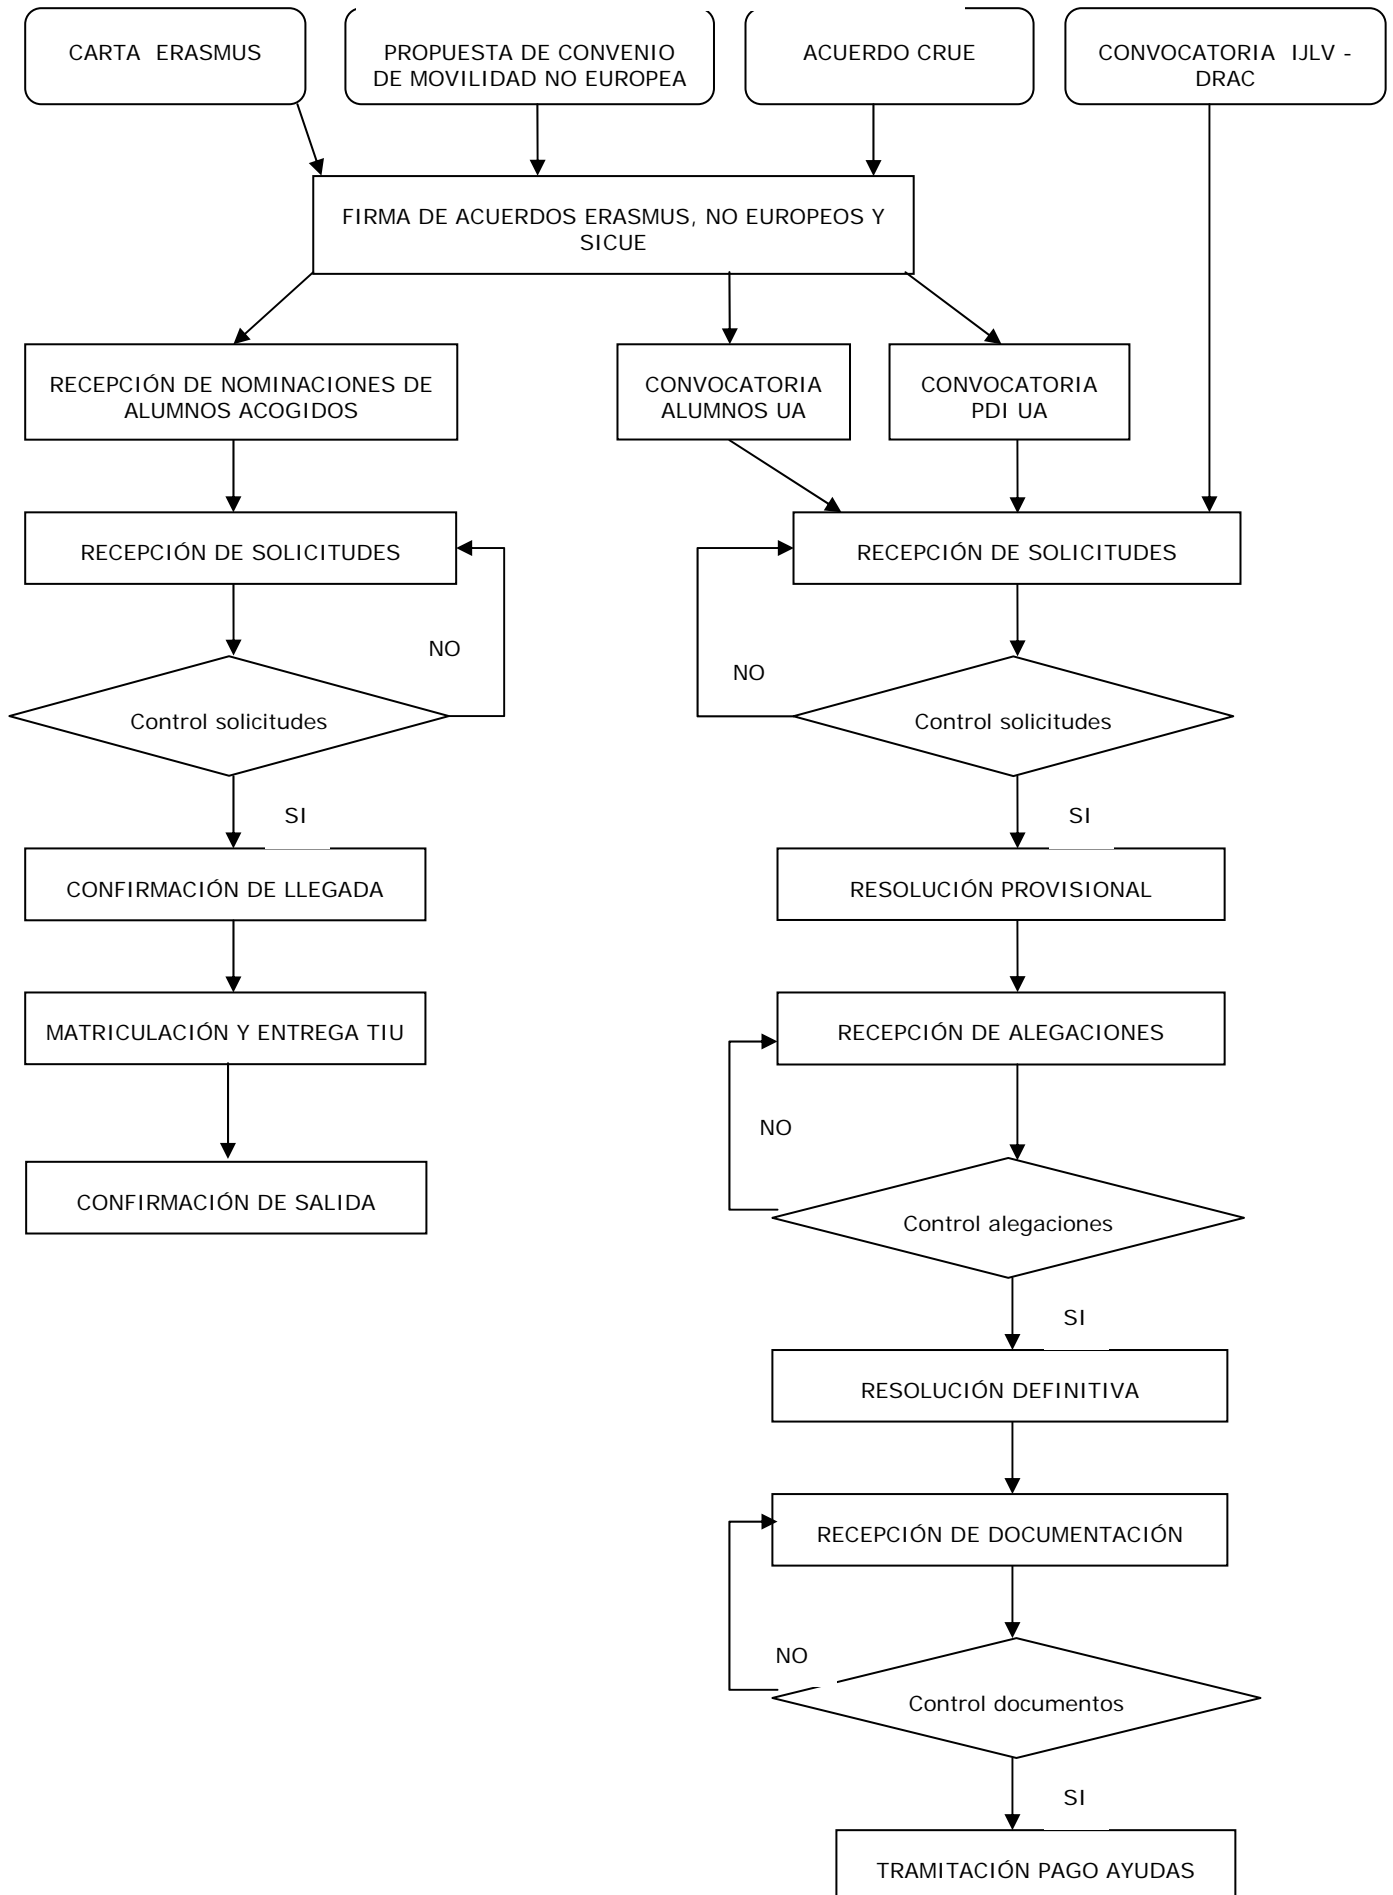 CARTA ERASMUS
PROPUESTA DE CONVENIO
DE MOVILIDAD NO EUROPEA
ACUERDO CRUE
CONVOCATORIA IJLV -
DRAC
FIRMA DE ACUERDOS ERASMUS, NO EUROPEOS Y
SICUE
RECEPCIÓN DE NOMINACIONES DE
ALUMNOS ACOGIDOS
CONVOCATORIA
ALUMNOS UA
CONVOCATORIA
PDI UA
RECEPCIÓN DE SOLICITUDES
RECEPCIÓN DE SOLICITUDES
NO
NO
Control solicitudes
Control solicitudes
SI
SI
CONFIRMACIÓN DE LLEGADA
RESOLUCIÓN PROVISIONAL
MATRICULACIÓN Y ENTREGA TIU
RECEPCIÓN DE ALEGACIONES
NO
CONFIRMACIÓN DE SALIDA
Control alegaciones
SI
RESOLUCIÓN DEFINITIVA
RECEPCIÓN DE DOCUMENTACIÓN
NO
Control documentos
SI
TRAMITACIÓN PAGO AYUDAS